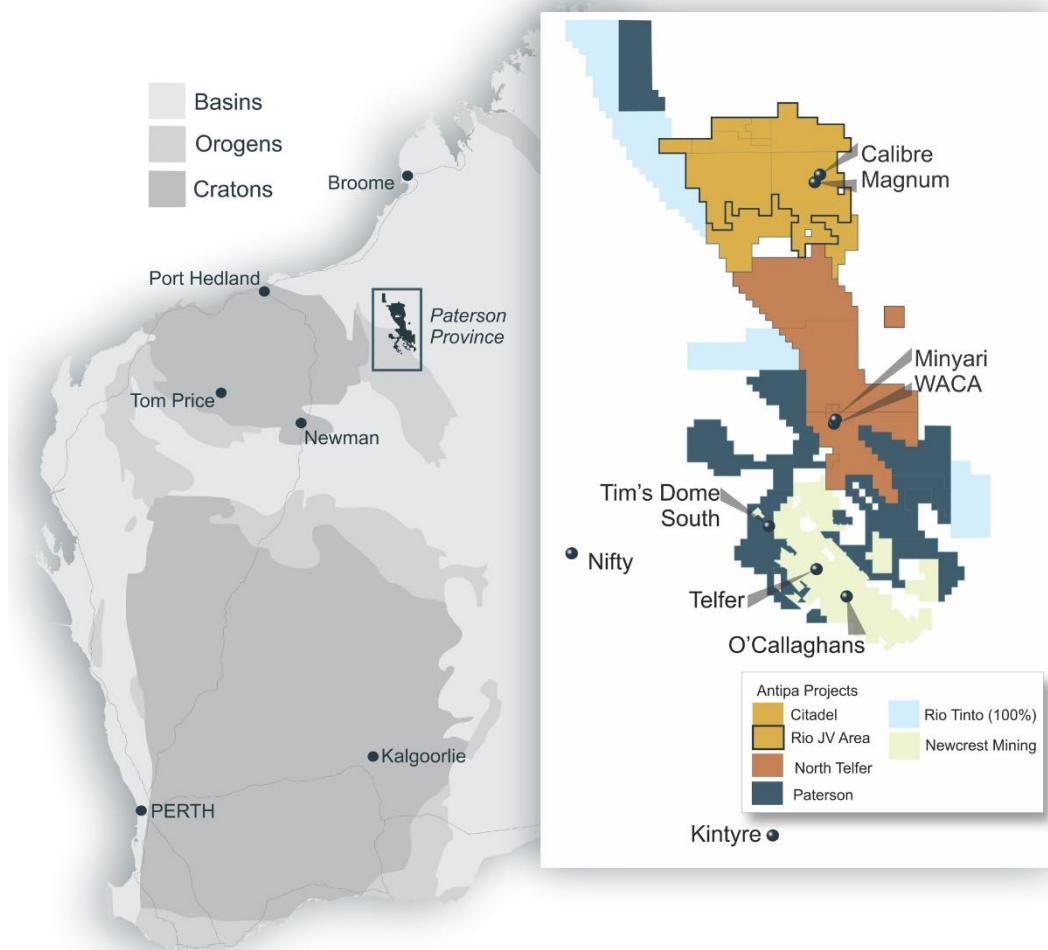 Basins
Orogens
Cratons
Broome
Port Hedland
Paterson
Province
Tom Price
Newman
Kalgoorlie
PERTH
Calibre
Magnum
Minyari
WACA
Tim's Dome
South
Nifty
Telfer
O'Callaghans
Antipa Projects
Citadel
Rio JV Area
North Telfer
Paterson
Rio Tinto (100%)
Newcrest Mining
Kintyre